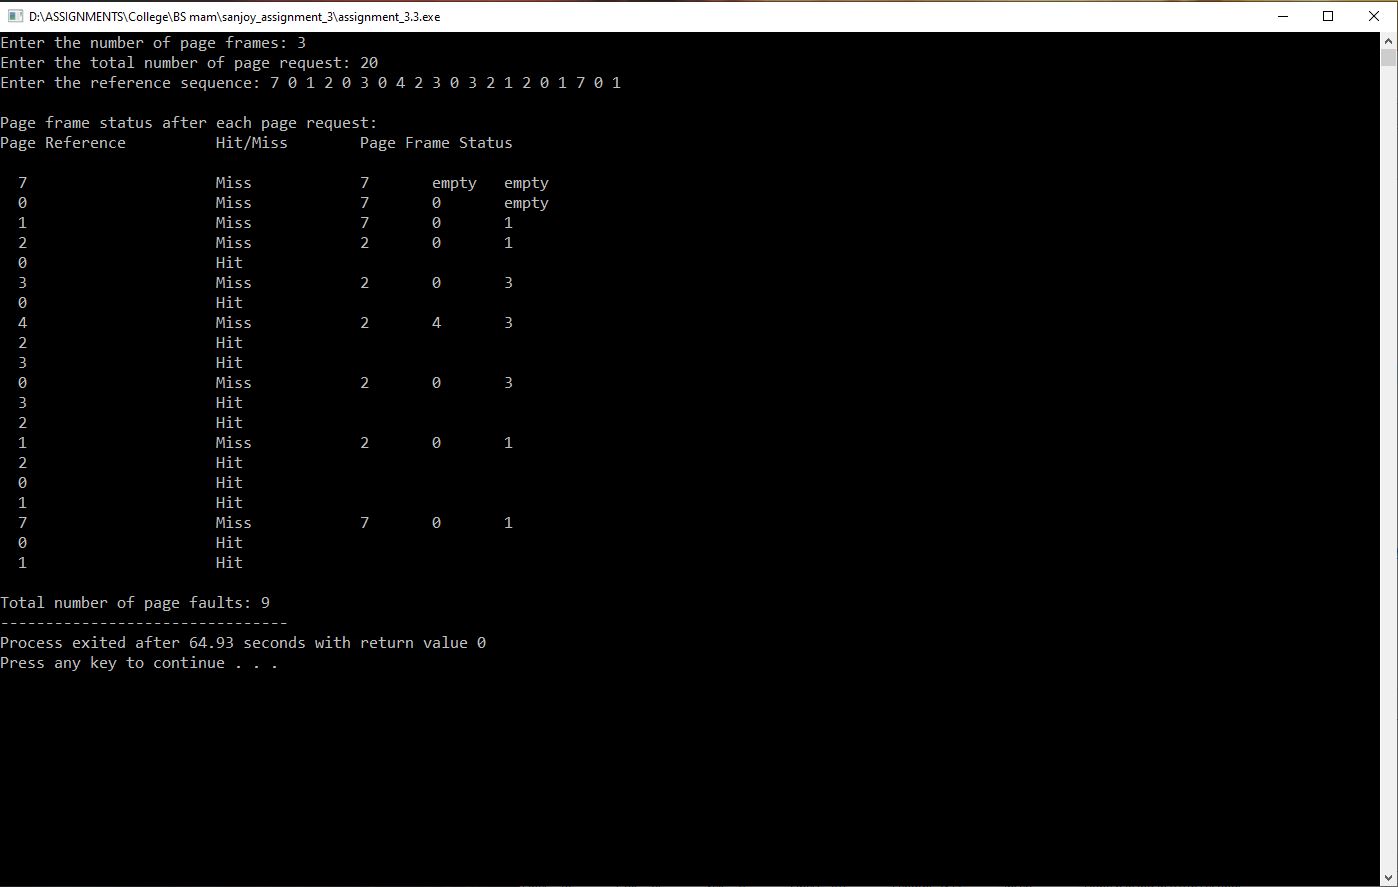 D:\ASSIGNMENTS\College\BS mam\sanjoy_assignment_3\assignment_3.3.exe
Enter the number of page frames: 3
Enter the total number of page request: 20
Enter the reference sequence: 7 0 1 2 0 3 0 4 2 3 0 3 2 1 2 0 1 7 0 1
Page frame status after each page request:
Page Reference Hit/Miss Page Frame Status
7 Miss 7 empty empty
0 Miss 7 0 empty
1 Miss 7 0 1
2 Miss 2 0 1
0 Hit
3 Miss 2 0 3
0 Hit
4 Miss 2 4 3
2 Hit
3 Hit
0 Miss 2 0 3
3 Hit
2 Hit
1 Miss 2 0 1
2 Hit
0 Hit
1 Hit
7 Miss 7 0 1
0 Hit
1 Hit
Total number of page faults: 9
--------------------------------
Process exited after 64.93 seconds with return value 0
Press any key to continue . . .